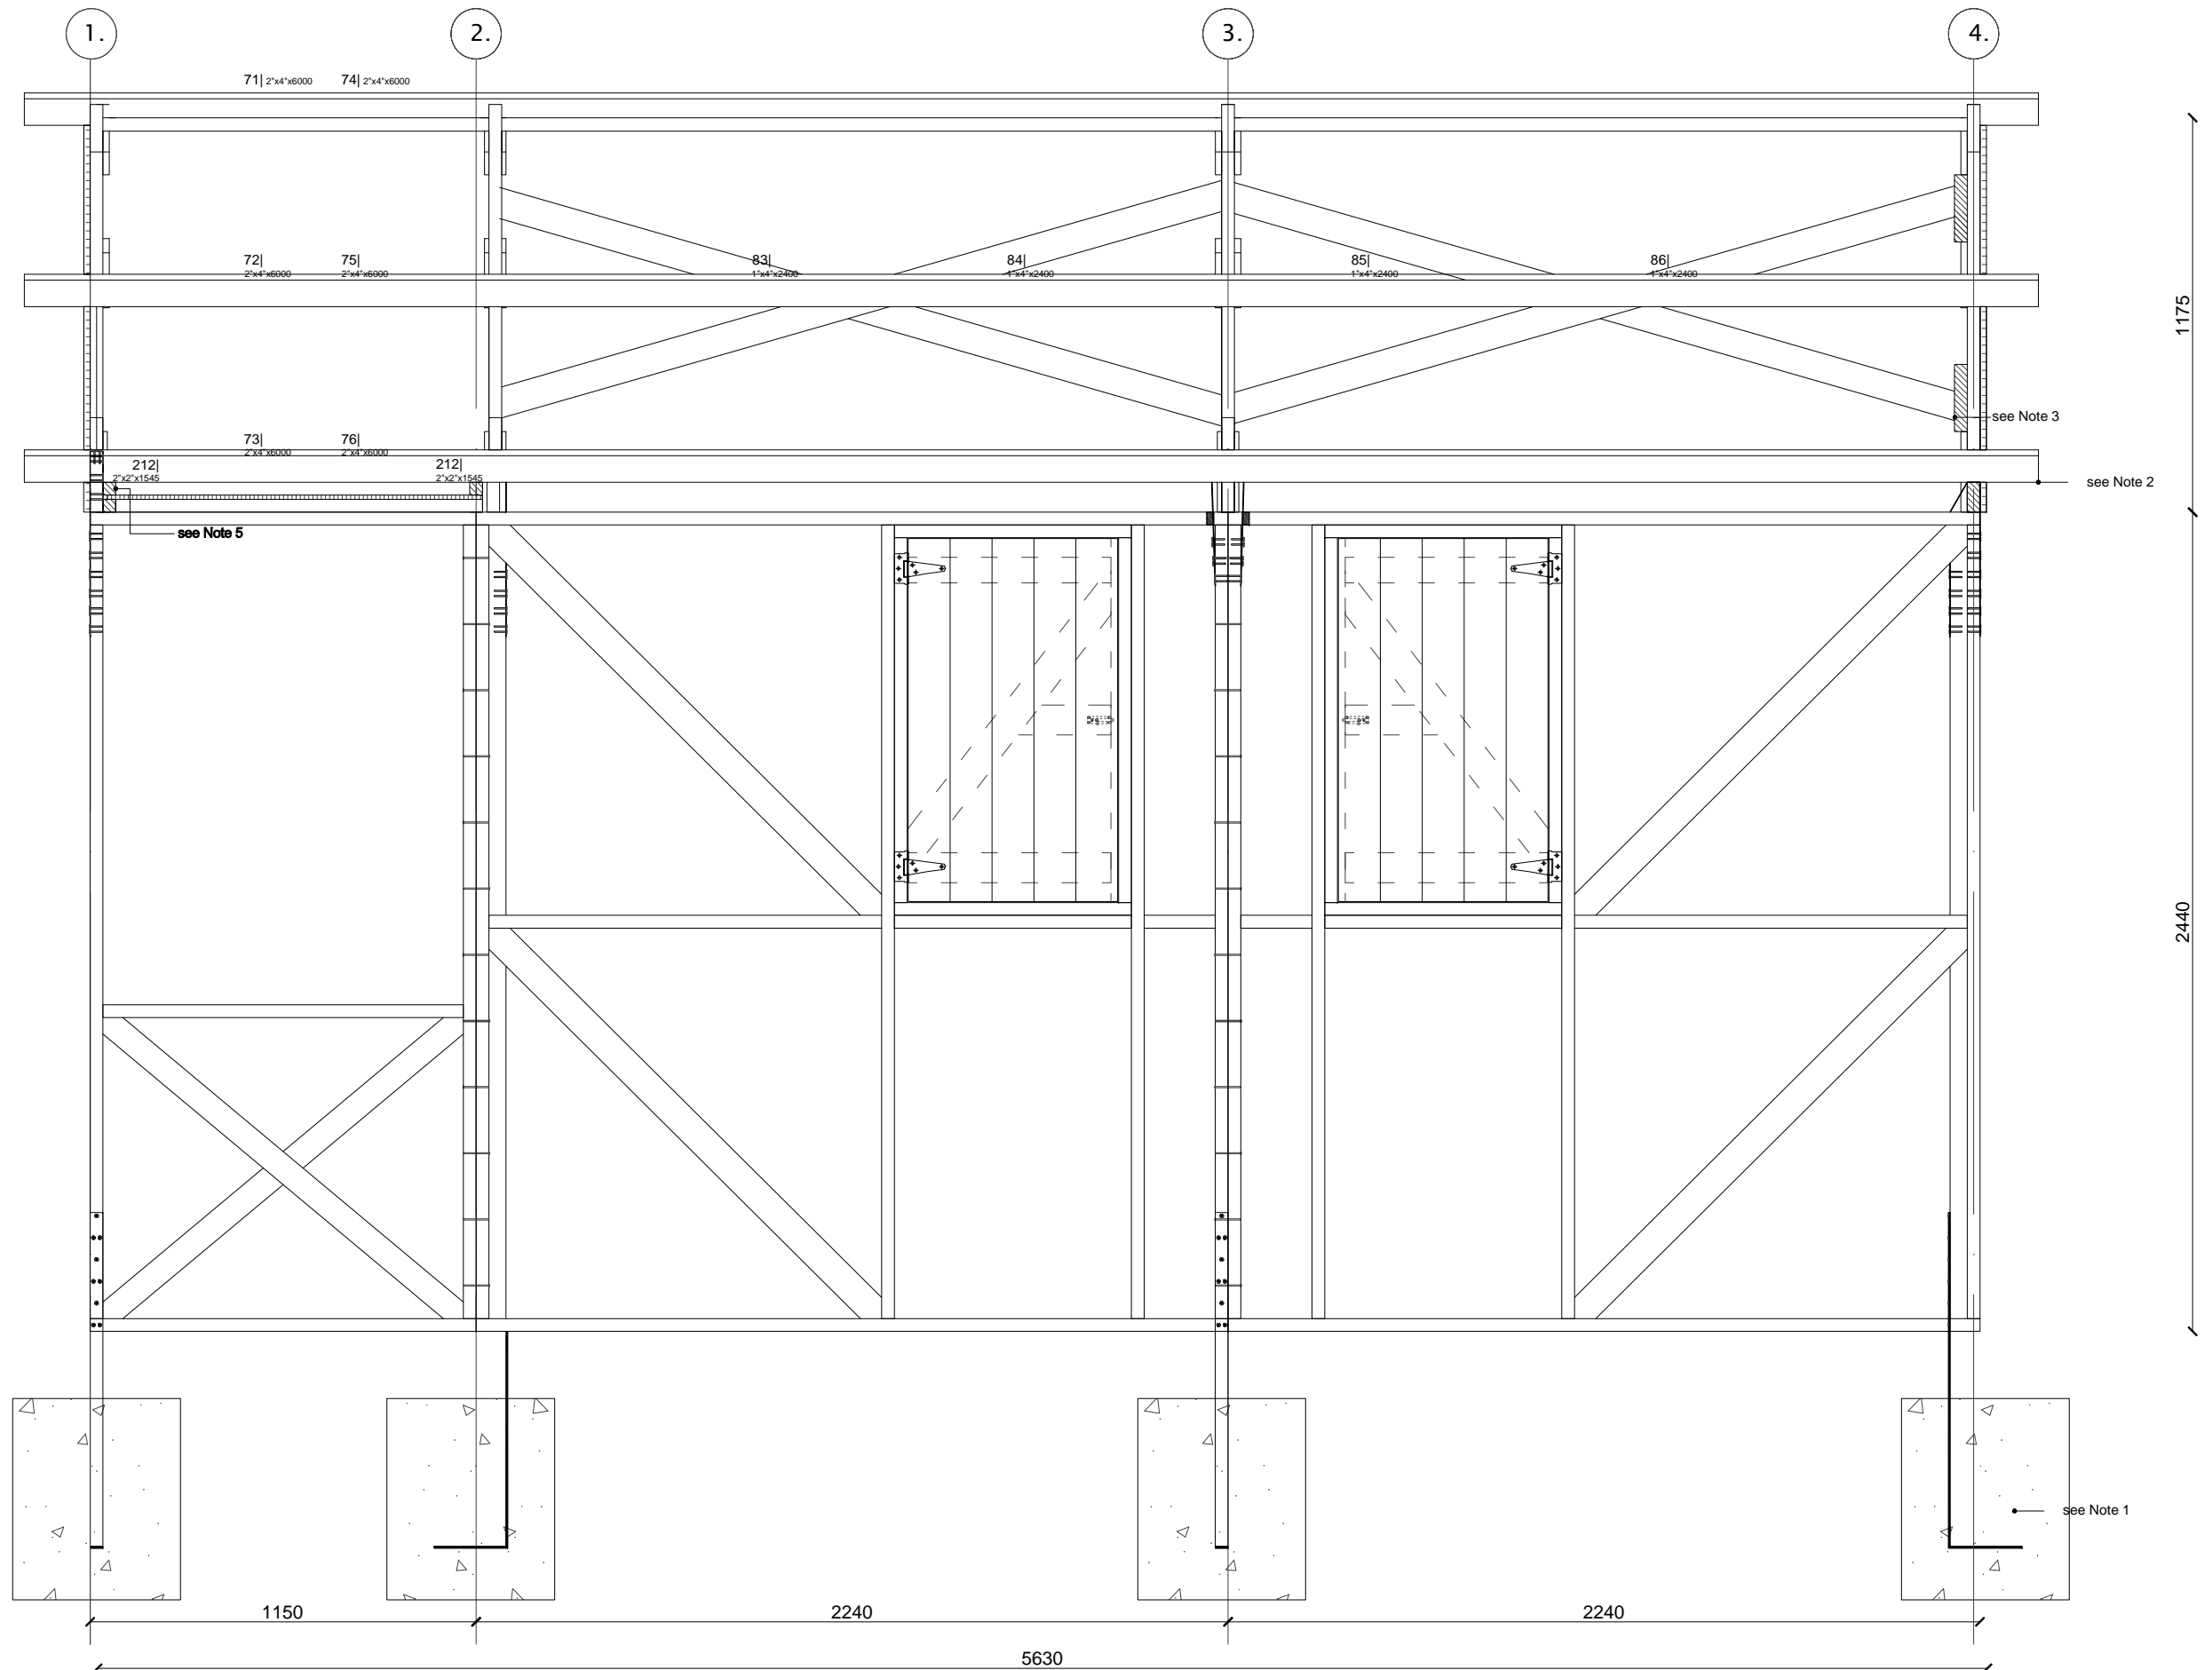 1. 2. 3. 4.
71| 2"x4"x6000 74| 2"x4"x6000
72| 75| 83| 84| 85| 86|
2"x4"x6000 2"x4"x6000 1"x4"x2400 1"x4"x2400 1"x4"x2400 1"x4"x2400
1175
see Note 3
73| 76|
2"x4"x6000 2"x4"x6000
212| 212|
2"x2"x1545 2"x2"x1545
see Note 2
see Note 5
2440
see Note 1
1150 2240 2240
5630